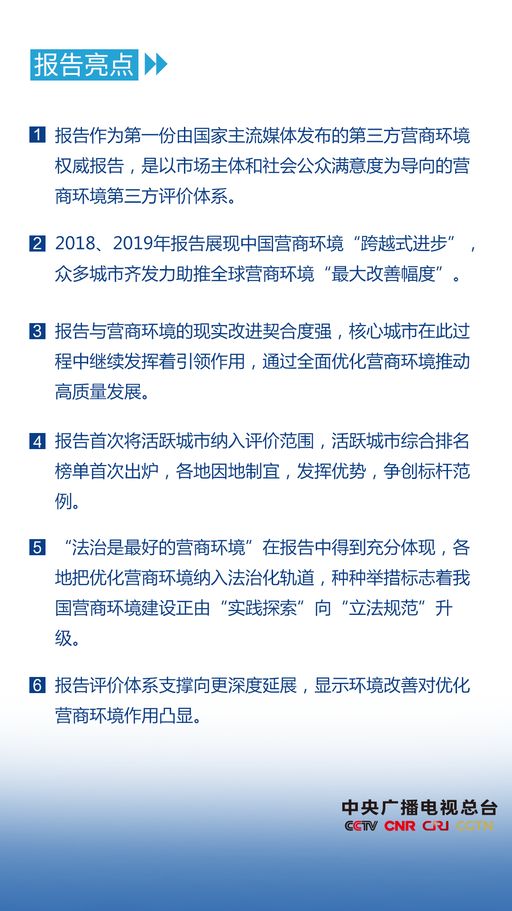 报告亮点
1 报告作为第一份由国家主流媒体发布的第三方营商环境
权威报告，是以市场主体和社会公众满意度为导向的营
商环境第三方评价体系。
2 2018、2019年报告展现中国营商环境“跨越式进步”，
众多城市齐发力助推全球营商环境“最大改善幅度”。
3 报告与营商环境的现实改进契合度强，核心城市在此过
程中继续发挥着引领作用，通过全面优化营商环境推动
高质量发展。
4 报告首次将活跃城市纳入评价范围，活跃城市综合排名
榜单首次出炉，各地因地制宜，发挥优势，争创标杆范
例。
5 “法治是最好的营商环境”在报告中得到充分体现，各
地把优化营商环境纳入法治化轨道，种种举措标志着我
国营商环境建设正由“实践探索”向“立法规范”升
级。
6 报告评价体系支撑向更深度延展，显示环境改善对优化
营商环境作用凸显。
中央广播电视总台
CCTV CNR CRI CGTN